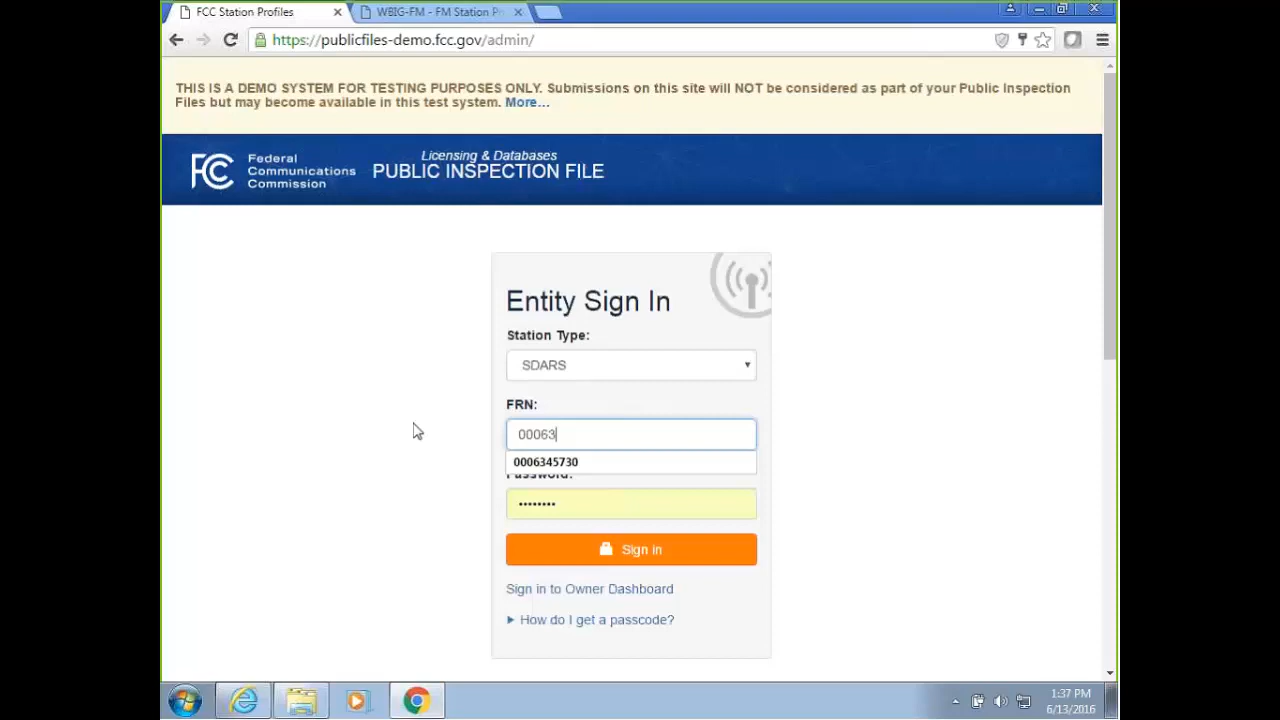 FCC Station Profiles
WBIG-FM - FM Station Pr
https://publicfiles-demo.fcc.gov/admin/
THIS IS A DEMO SYSTEM FOR TESTING PURPOSES ONLY. Submissions on this site will NOT be considered as part of your Public Inspection
Files but may become available in this test system. More...
FCC
Federal
Communications
Commission
Licensing & Databases
PUBLIC INSPECTION FILE
Entity Sign In
Station Type:
SDARS
FRN:
00063
0006345730
Password:
••••••••
Sign in
Sign in to Owner Dashboard
How do I get a passcode?
1:37 PM
6/13/2016